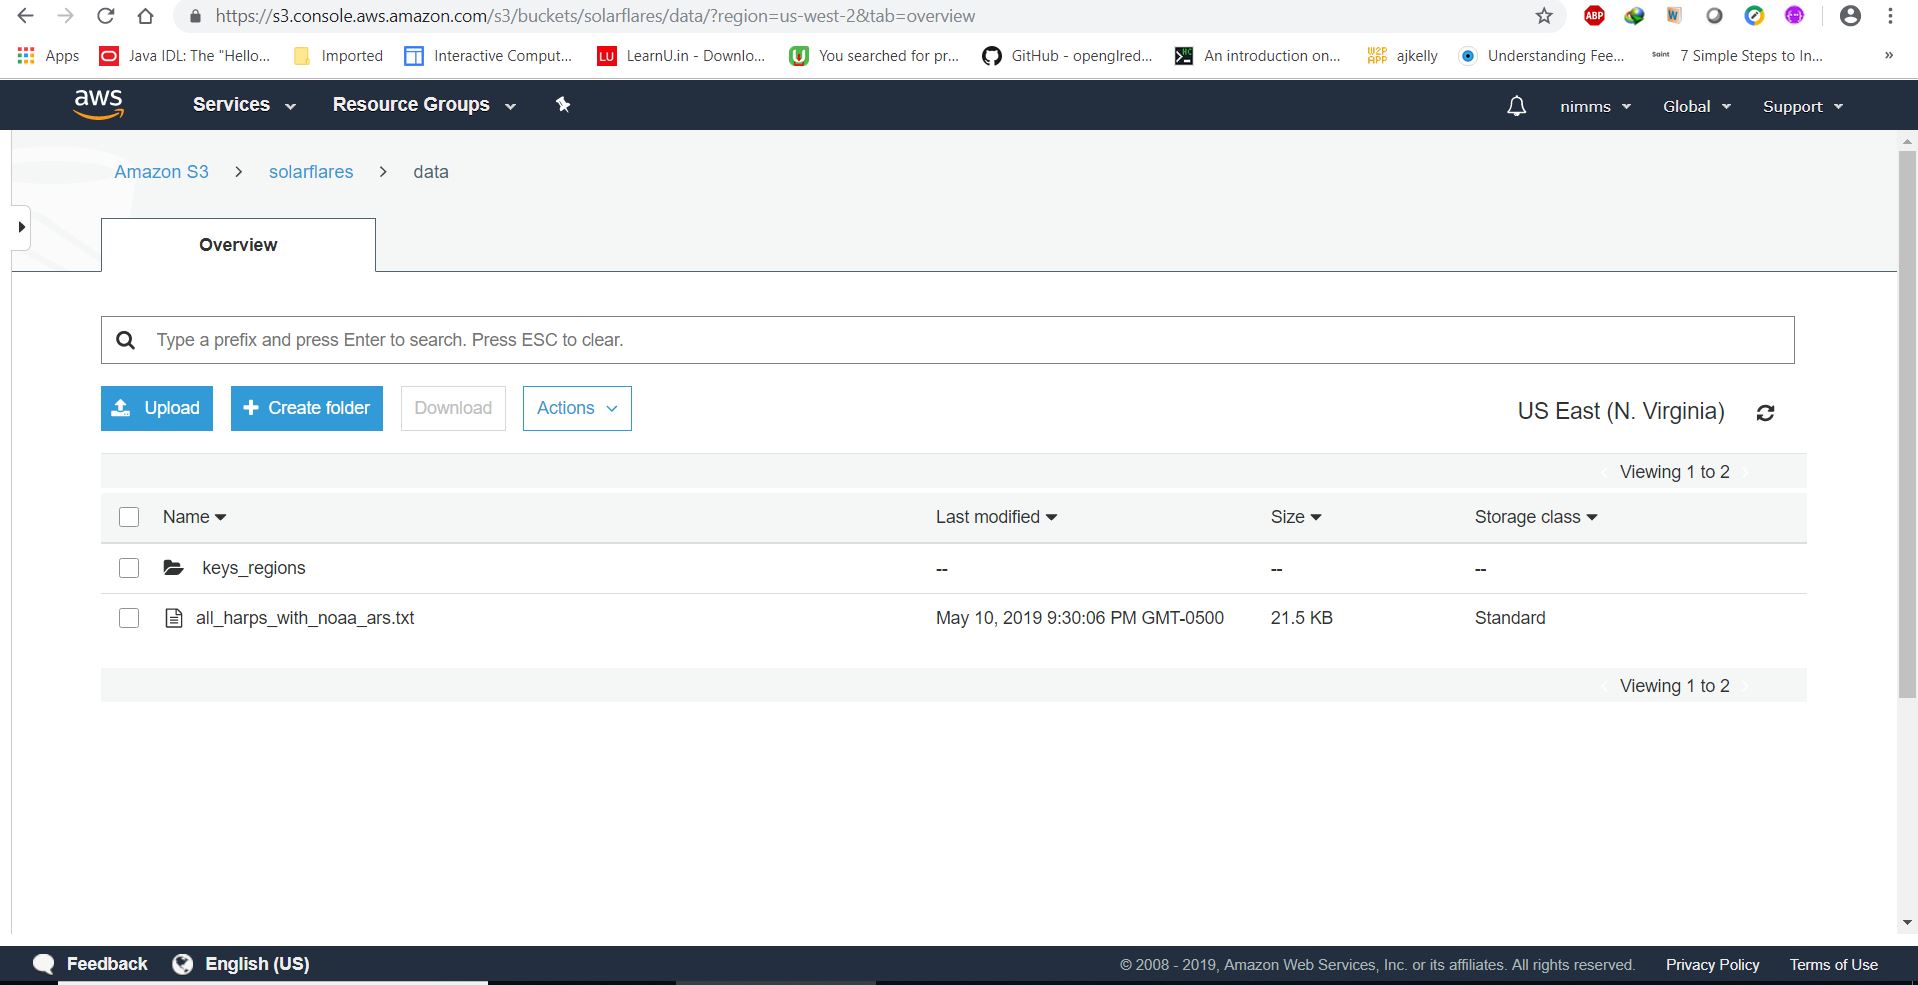 https://s3.console.aws.amazon.com/s3/buckets/solarflares/data/?region=us-west-2&tab=overview ABP W
Apps Java IDL: The "Hello... Imported Interactive Comput... LU LearnU.in - Downlo... You searched for pr... GitHub - openglred... HC An introduction on... W2P APP ajkelly Understanding Fee... Saint 7 Simple Steps to In... »
aws Services Resource Groups nimms Global Support
Amazon S3 > solarflares > data
Overview
Type a prefix and press Enter to search. Press ESC to clear.
Upload + Create folder Download Actions US East (N. Virginia)
Viewing 1 to 2
Name Last modified Size Storage class
keys_regions -- -- --
all_harps_with_noaa_ars.txt May 10, 2019 9:30:06 PM GMT-0500 21.5 KB Standard
Viewing 1 to 2
Feedback English (US) © 2008 - 2019, Amazon Web Services, Inc. or its affiliates. All rights reserved. Privacy Policy Terms of Use